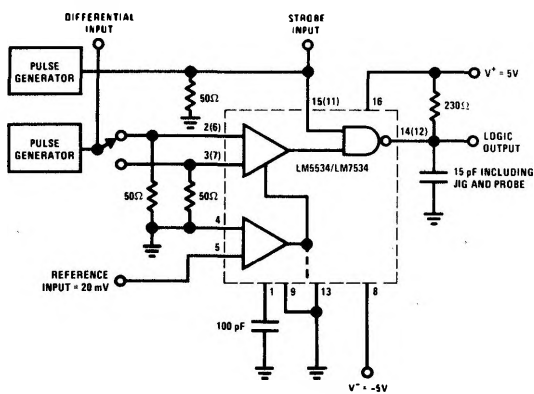 DIFFERENTIAL
INPUT
STROBE
INPUT
PULSE
GENERATOR
V⁺ = 5V
50Ω
15(11)
16
230Ω
PULSE
GENERATOR
2(6)
14(12)
LOGIC
OUTPUT
3(7)
LM5534/LM7534
15 pF INCLUDING
JIG AND PROBE
50Ω
50Ω
4
5
REFERENCE
INPUT = 20 mV
1
9
13
8
100 pF
V⁻ = -5V